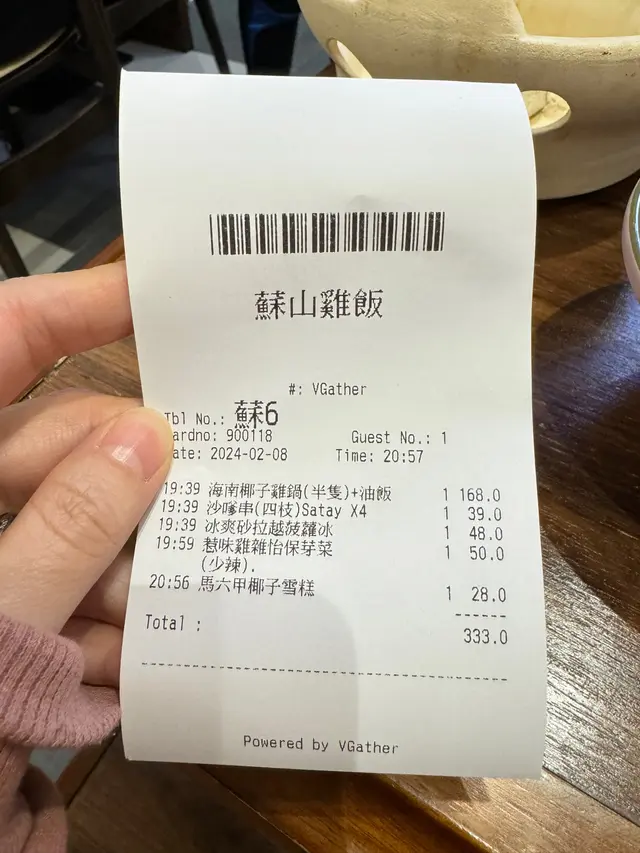 蘇山雞飯
#: VGather
Tbl No.: 蘇6
ardno: 900118 Guest No.: 1
ate: 2024-02-08 Time: 20:57
19:39 海南椰子雞鍋(半隻)+油飯 1 168.0
19:39 沙嗲串(四枝)Satay X4 1 39.0
19:39 冰爽砂拉越菠蘿冰 1 48.0
19:59 惹味雞雜怡保芽菜 1 50.0
(少辣).
20:56 馬六甲椰子雪糕 1 28.0
------
Total : 333.0
Powered by VGather